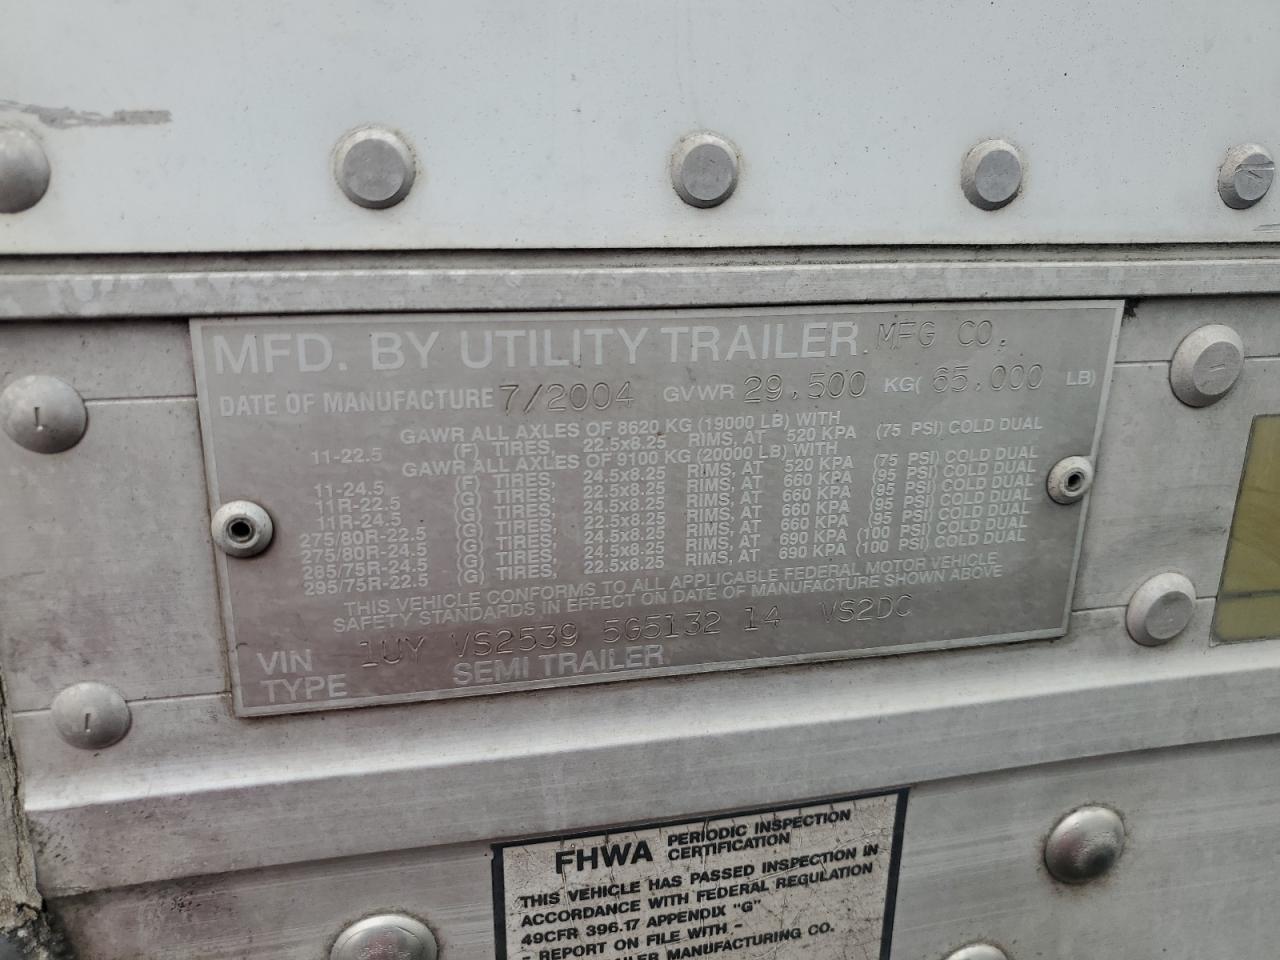 MFD. BY UTILITY TRAILER MFG CO.
DATE OF MANUFACTURE 7/2004 GVWR 29,500 KG( 65,000 LB)
GAWR ALL AXLES OF 8620 KG (19000 LB) WITH
11-22.5 (F) TIRES, 22.5x8.25 RIMS, AT 520 KPA (75 PSI) COLD DUAL
GAWR ALL AXLES OF 9100 KG (20000 LB) WITH
11-24.5 (F) TIRES, 24.5x8.25 RIMS, AT 520 KPA (75 PSI) COLD DUAL
11R-22.5 (G) TIRES, 22.5x8.25 RIMS, AT 660 KPA (95 PSI) COLD DUAL
11R-24.5 (G) TIRES, 24.5x8.25 RIMS, AT 660 KPA (95 PSI) COLD DUAL
275/80R-22.5 (G) TIRES, 22.5x8.25 RIMS, AT 660 KPA (95 PSI) COLD DUAL
275/80R-24.5 (G) TIRES, 24.5x8.25 RIMS, AT 660 KPA (95 PSI) COLD DUAL
285/75R-24.5 (G) TIRES, 24.5x8.25 RIMS, AT 690 KPA (100 PSI) COLD DUAL
295/75R-22.5 (G) TIRES, 22.5x8.25 RIMS, AT 690 KPA (100 PSI) COLD DUAL
THIS VEHICLE CONFORMS TO ALL APPLICABLE FEDERAL MOTOR VEHICLE
SAFETY STANDARDS IN EFFECT ON DATE OF MANUFACTURE SHOWN ABOVE
VIN 1UY VS2539 5G5132 14 VS2DC
TYPE SEMI TRAILER
FHWA PERIODIC INSPECTION
CERTIFICATION
THIS VEHICLE HAS PASSED INSPECTION IN
ACCORDANCE WITH FEDERAL REGULATION
49CFR 396.17 APPENDIX "G"
- REPORT ON FILE WITH -
MANUFACTURING CO.